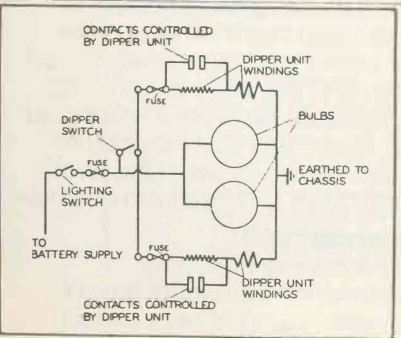 CONTACTS CONTROLLED
BY DIPPER UNIT
DIPPER UNIT
WINDINGS
FUSE
DIPPER
SWITCH
BULBS
FUSE
LIGHTING
SWITCH
EARTHED TO
CHASSIS
TO
BATTERY SUPPLY
FUSE
DIPPER UNIT
WINDINGS
CONTACTS CONTROLLED
BY DIPPER UNIT